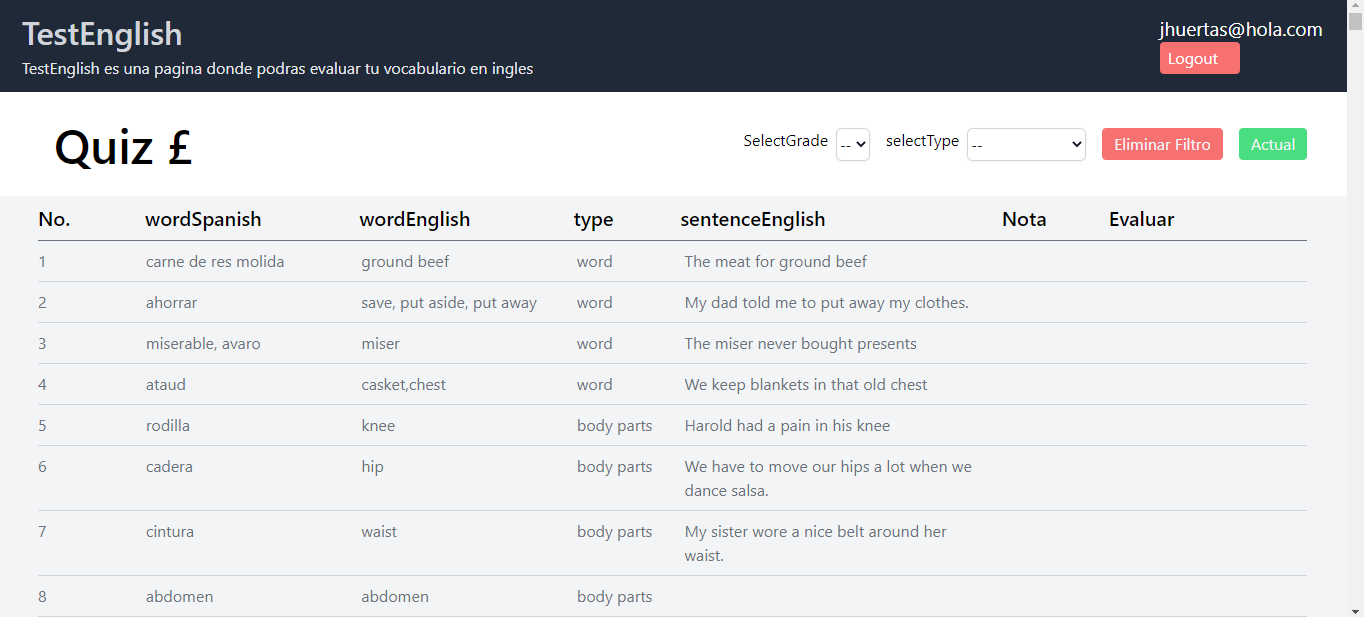 TestEnglish
TestEnglish es una pagina donde podras evaluar tu vocabulario en ingles
jhuertas@hola.com
Logout
Quiz £
SelectGrade -- selectType -- Eliminar Filtro Actual
No. wordSpanish wordEnglish type sentenceEnglish Nota Evaluar
1 carne de res molida ground beef word The meat for ground beef
2 ahorrar save, put aside, put away word My dad told me to put away my clothes.
3 miserable, avaro miser word The miser never bought presents
4 ataud casket,chest word We keep blankets in that old chest
5 rodilla knee body parts Harold had a pain in his knee
6 cadera hip body parts We have to move our hips a lot when we
dance salsa.
7 cintura waist body parts My sister wore a nice belt around her
waist.
8 abdomen abdomen body parts